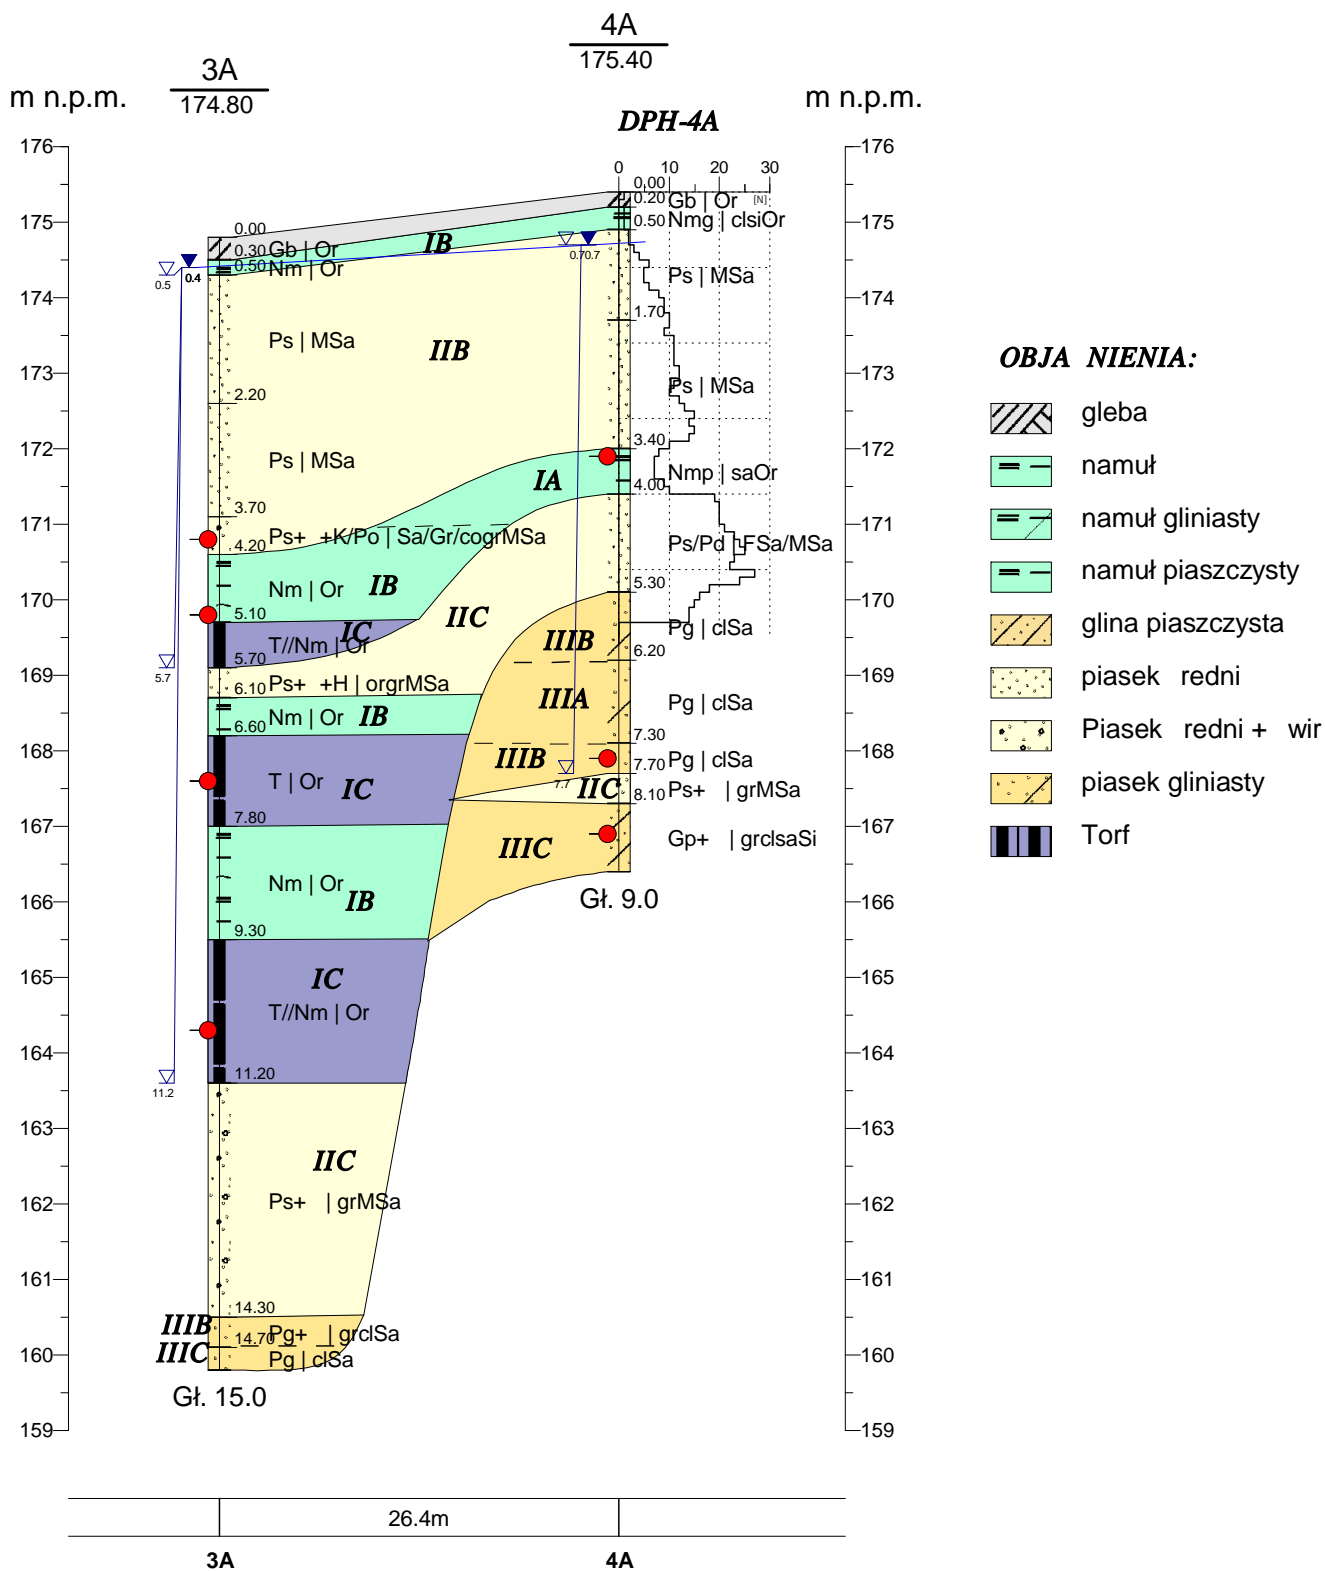 4A
175.40
3A
174.80
m n.p.m.
m n.p.m.
DPH-4A
0 10 20 30
[N]
176
175
174
173
172
171
170
169
168
167
166
165
164
163
162
161
160
159
0.00
0.30
Gb | Or
0.50
Nm | Or
Ps | MSa
2.20
Ps | MSa
3.70
Ps+ +K/Po | Sa/Gr/cogrMSa
4.20
Nm | Or
5.10
T//Nm | Or
5.70
Ps+ +H | orgrMSa
6.10
Nm | Or
6.60
T | Or
7.80
Nm | Or
9.30
T//Nm | Or
11.20
Ps+ | grMSa
14.30
Pg+ | grclSa
14.70
Pg | clSa
Gł. 15.0
0.5
0.4
5.7
11.2
IB
IIB
IA
IB
IC
IIC
IB
IC
IB
IC
IIC
IIIB
IIIC
IIIB
IIIA
IIIB
IIC
IIIC
0.00
0.20
Gb | Or
0.50
Nmg | clsiOr
Ps | MSa
1.70
Ps | MSa
3.40
Nmp | saOr
4.00
Ps/Pd | FSa/MSa
5.30
Pg | clSa
6.20
Pg | clSa
7.30
Pg | clSa
7.70
Ps+ | grMSa
8.10
Gp+ | grclsaSi
Gł. 9.0
0.70.7
7.7
176
175
174
173
172
171
170
169
168
167
166
165
164
163
162
161
160
159
OBJA NIENIA:
gleba
namuł
namuł gliniasty
namuł piaszczysty
glina piaszczysta
piasek redni
Piasek redni + wir
piasek gliniasty
Torf
26.4m
3A
4A